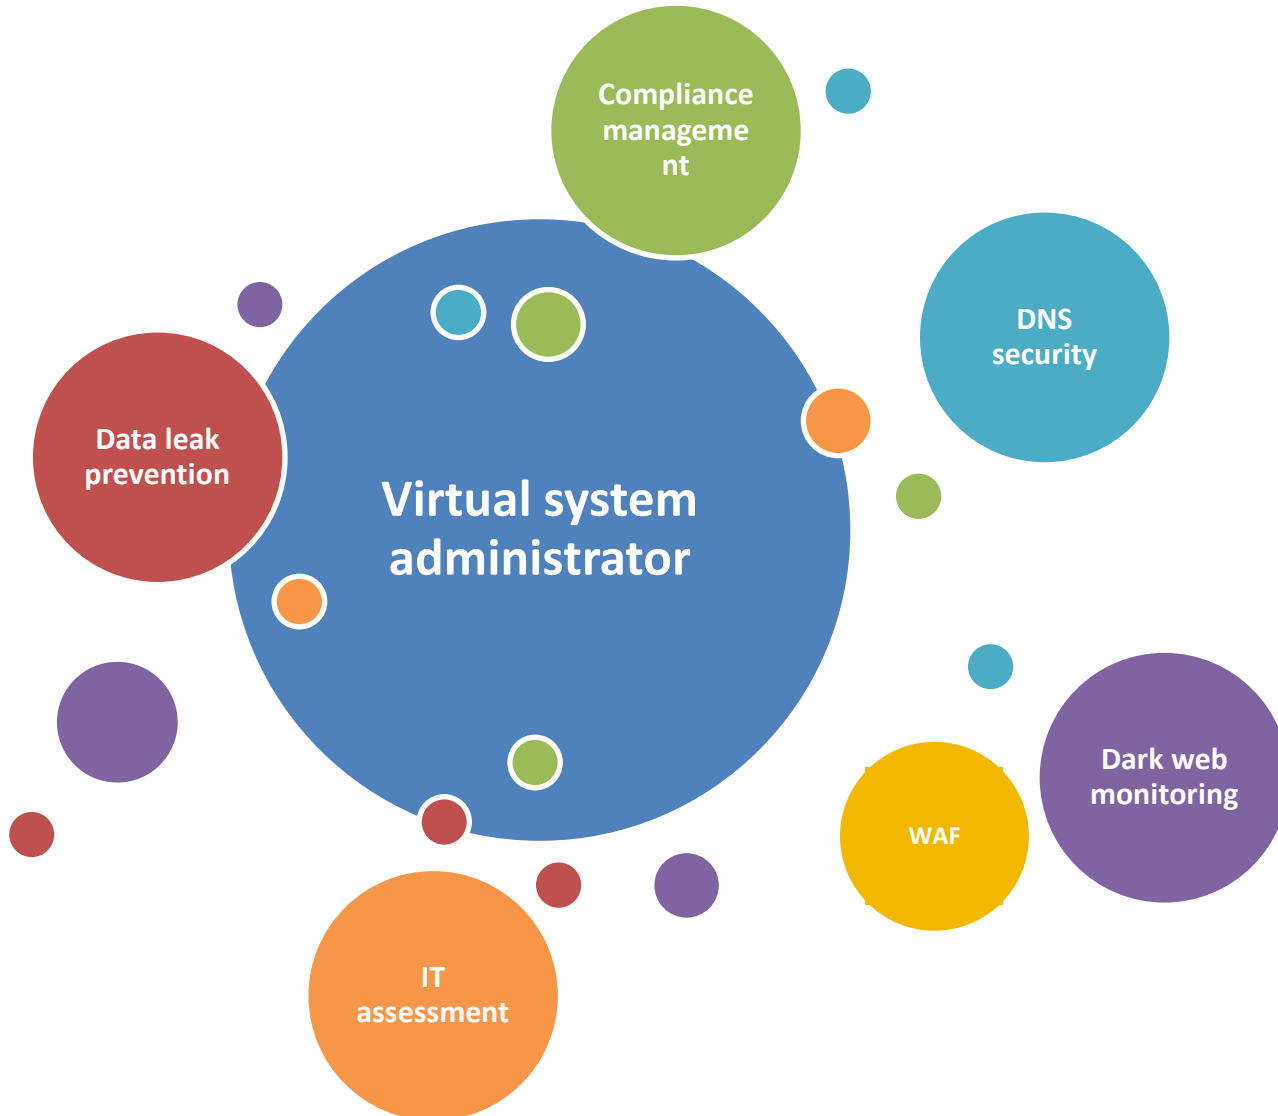 Compliance
manageme
nt
DNS
security
Data leak
prevention
Virtual system
administrator
Dark web
monitoring
WAF
IT
assessment